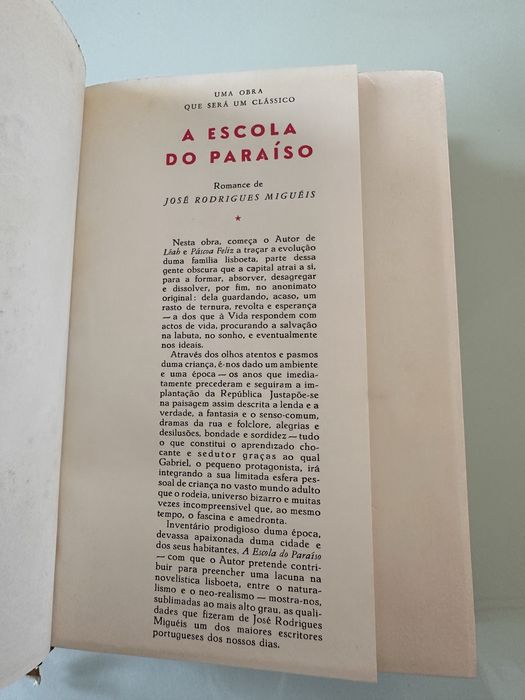 UMA OBRA
QUE SERÁ UM CLÁSSICO
A ESCOLA
DO PARAÍSO
Romance de
JOSÉ RODRIGUES MIGUÉIS
★
Nesta obra, começa o Autor de
Léah e Páscoa Feliz a traçar a evolução
duma família lisboeta, parte dessa
gente obscura que a capital atrai a si,
para a formar, absorver, desagregar
e dissolver, por fim, no anonimato
original: dela guardando, acaso, um
rasto de ternura, revolta e esperança
— a dos que à Vida respondem com
actos de vida, procurando a salvação
na labuta, no sonho, e eventualmente
nos ideais.
Através dos olhos atentos e pasmos
duma criança, é-nos dado um ambiente
e uma época — os anos que imedia-
tamente precederam e seguiram a im-
plantação da República Justapõe-se
na paisagem assim descrita a lenda e a
verdade, a fantasia e o senso-comum,
dramas da rua e folclore, alegrias e
desilusões, bondade e sordidez — tudo
o que constitui o aprendizado cho-
cante e sedutor graças ao qual
Gabriel, o pequeno protagonista, irá
integrando a sua limitada esfera pes-
soal de criança no vasto mundo adulto
que o rodeia, universo bizarro e muitas
vezes incompreensível que, ao mesmo
tempo, o fascina e amedronta.
Inventário prodigioso duma época,
devassa apaixonada duma cidade e
dos seus habitantes, A Escola do Paraíso
— com que o Autor pretende contri-
buir para preencher uma lacuna na
novelística lisboeta, entre o natura-
lismo e o neo-realismo — mostra-nos,
sublimadas ao mais alto grau, as quali-
dades que fizeram de José Rodrigues
Miguéis um dos maiores escritores
portugueses dos nossos dias.